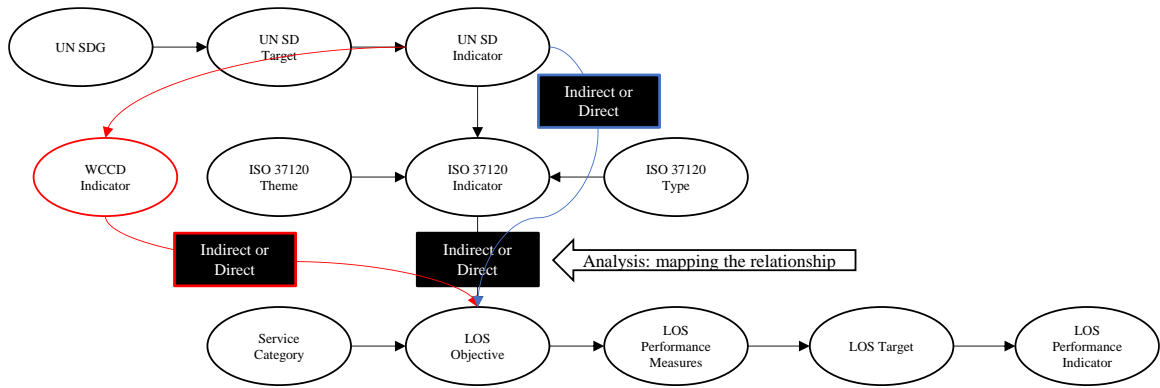 UN SDG
UN SD
Target
UN SD
Indicator
Indirect or
Direct
WCCD
Indicator
ISO 37120
Theme
ISO 37120
Indicator
ISO 37120
Type
Indirect or
Direct
Indirect or
Direct
Analysis: mapping the relationship
Service
Category
LOS
Objective
LOS
Performance
Measures
LOS Target
LOS
Performance
Indicator